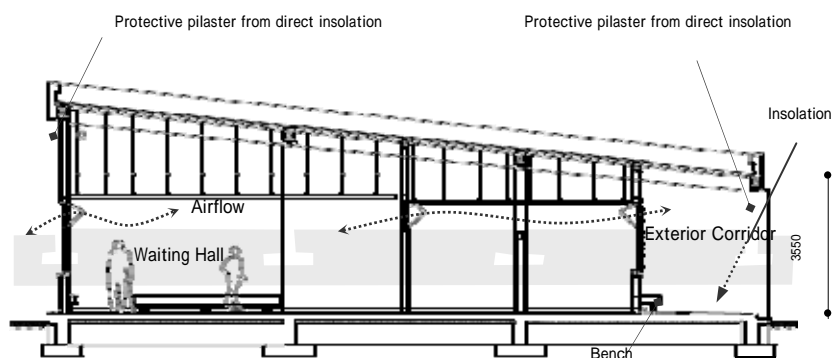 Protective pilaster from direct insolation
Protective pilaster from direct insolation
Insolation
Airflow
Waiting Hall
Exterior Corridor
3550
Bench